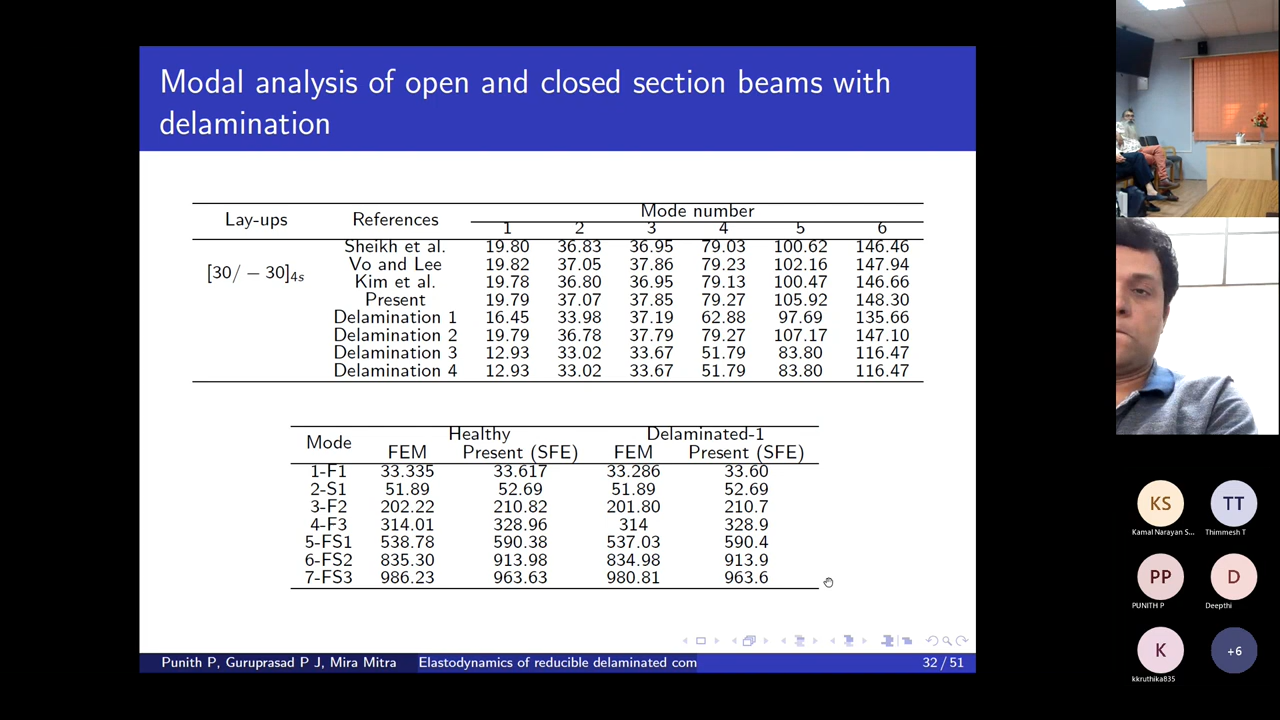 Modal analysis of open and closed section beams with
delamination
Lay-ups References Mode number
1 2 3 4 5 6
Sheikh et al. 19.80 36.83 36.95 79.03 100.62 146.46
[30/ − 30]4s Vo and Lee 19.82 37.05 37.86 79.23 102.16 147.94
Kim et al. 19.78 36.80 36.95 79.13 100.47 146.66
Present 19.79 37.07 37.85 79.27 105.92 148.30
Delamination 1 16.45 33.98 37.19 62.88 97.69 135.66
Delamination 2 19.79 36.78 37.79 79.27 107.17 147.10
Delamination 3 12.93 33.02 33.67 51.79 83.80 116.47
Delamination 4 12.93 33.02 33.67 51.79 83.80 116.47
Mode Healthy Delaminated-1
FEM Present (SFE) FEM Present (SFE)
1-F1 33.335 33.617 33.286 33.60
2-S1 51.89 52.69 51.89 52.69
3-F2 202.22 210.82 201.80 210.7
4-F3 314.01 328.96 314 328.9
5-FS1 538.78 590.38 537.03 590.4
6-FS2 835.30 913.98 834.98 913.9
7-FS3 986.23 963.63 980.81 963.6
Punith P, Guruprasad P J, Mira Mitra Elastodynamics of reducible delaminated com 32 / 51
KS TT
Kamal Narayan S... Thimmesh T
PP D
PUNITH P Deepthi
K +6
kkruthika835